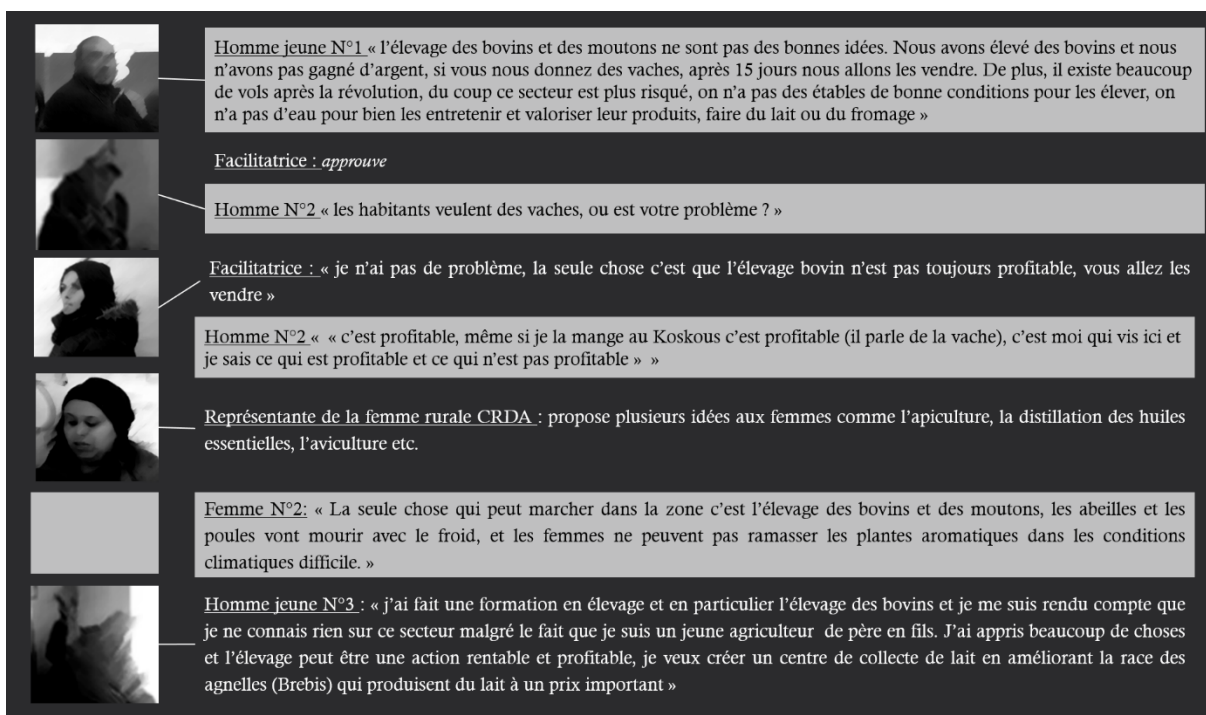 Homme jeune N°1 « l’élevage des bovins et des moutons ne sont pas des bonnes idées. Nous avons élevé des bovins et nous
n’avons pas gagné d’argent, si vous nous donnez des vaches, après 15 jours nous allons les vendre. De plus, il existe beaucoup
de vols après la révolution, du coup ce secteur est plus risqué, on n’a pas des étables de bonne conditions pour les élever, on
n’a pas d’eau pour bien les entretenir et valoriser leur produits, faire du lait ou du fromage »
Facilitatrice : approuve
Homme N°2 « les habitants veulent des vaches, ou est votre problème ? »
Facilitatrice : « je n’ai pas de problème, la seule chose c’est que l’élevage bovin n’est pas toujours profitable, vous allez les
vendre »
Homme N°2 « « c’est profitable, même si je la mange au Koskous c’est profitable (il parle de la vache), c’est moi qui vis ici et
je sais ce qui est profitable et ce qui n’est pas profitable » »
Représentante de la femme rurale CRDA : propose plusieurs idées aux femmes comme l’apiculture, la distillation des huiles
essentielles, l’aviculture etc.
Femme N°2: « La seule chose qui peut marcher dans la zone c’est l’élevage des bovins et des moutons, les abeilles et les
poules vont mourir avec le froid, et les femmes ne peuvent pas ramasser les plantes aromatiques dans les conditions
climatiques difficile. »
Homme jeune N°3 : « j’ai fait une formation en élevage et en particulier l’élevage des bovins et je me suis rendu compte que
je ne connais rien sur ce secteur malgré le fait que je suis un jeune agriculteur de père en fils. J’ai appris beaucoup de choses
et l’élevage peut être une action rentable et profitable, je veux créer un centre de collecte de lait en améliorant la race des
agnelles (Brebis) qui produisent du lait à un prix important »